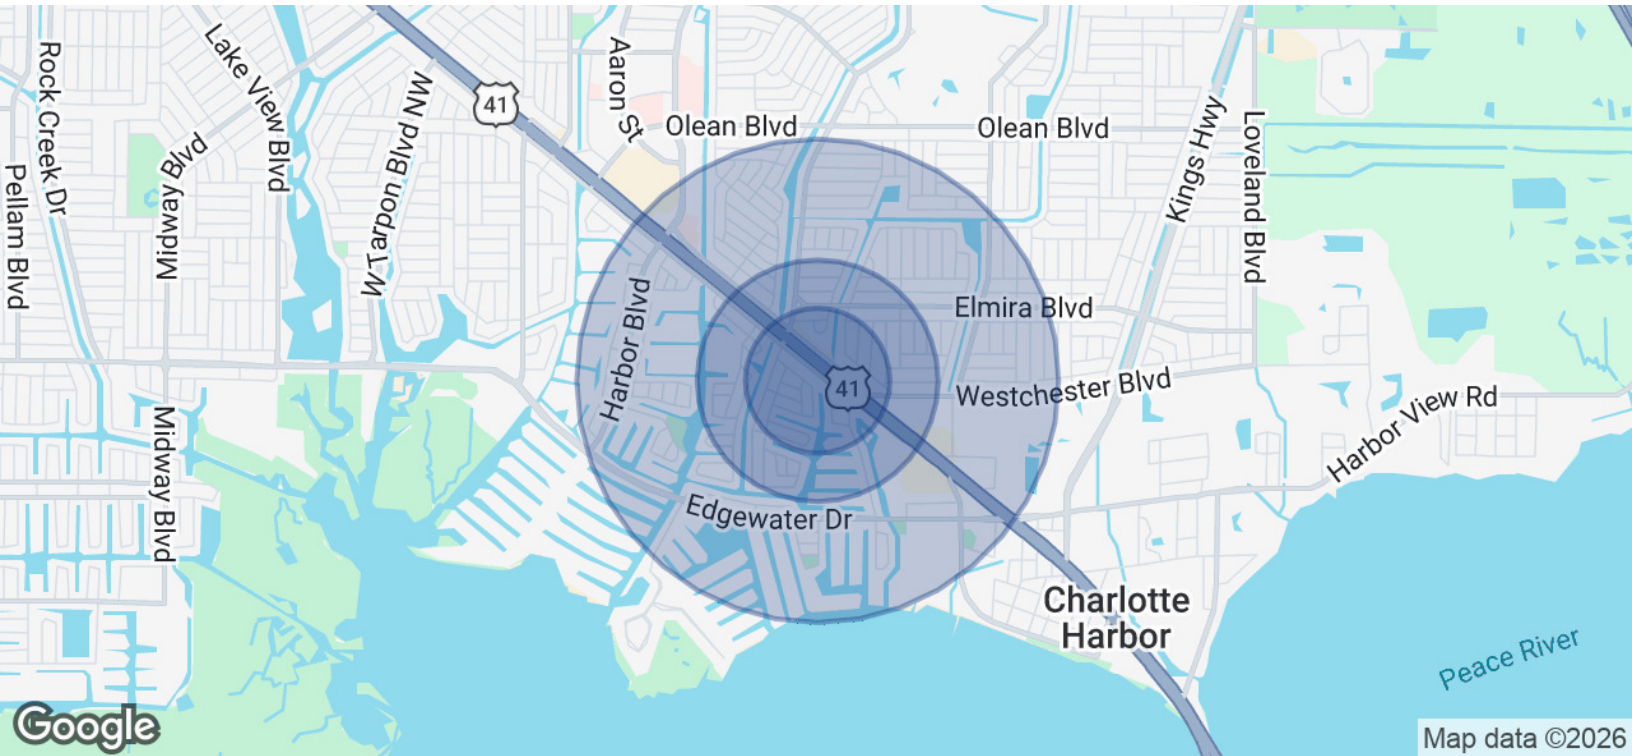 Rock Creek Dr
Lake View Blvd
Aaron St
41
W Tarpon Blvd NW
Olean Blvd
Olean Blvd
Kings Hwy
Loveland Blvd
Pellam Blvd
Midway Blvd
Harbor Blvd
Elmira Blvd
41
Westchester Blvd
Harbor View Rd
Midway Blvd
Edgewater Dr
Charlotte
Harbor
Peace River
Google
Map data ©2026